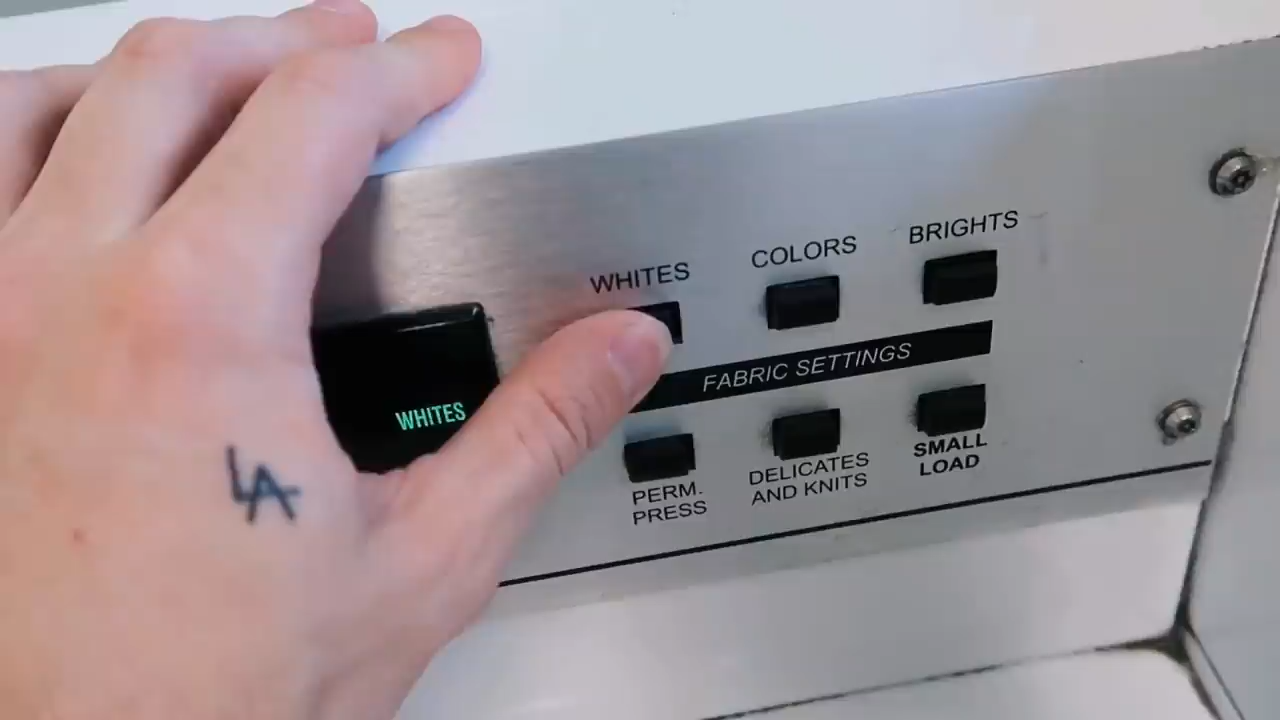 WHITES
COLORS
BRIGHTS
FABRIC SETTINGS
WHITES
PERM.
PRESS
DELICATES
AND KNITS
SMALL
LOAD
LA